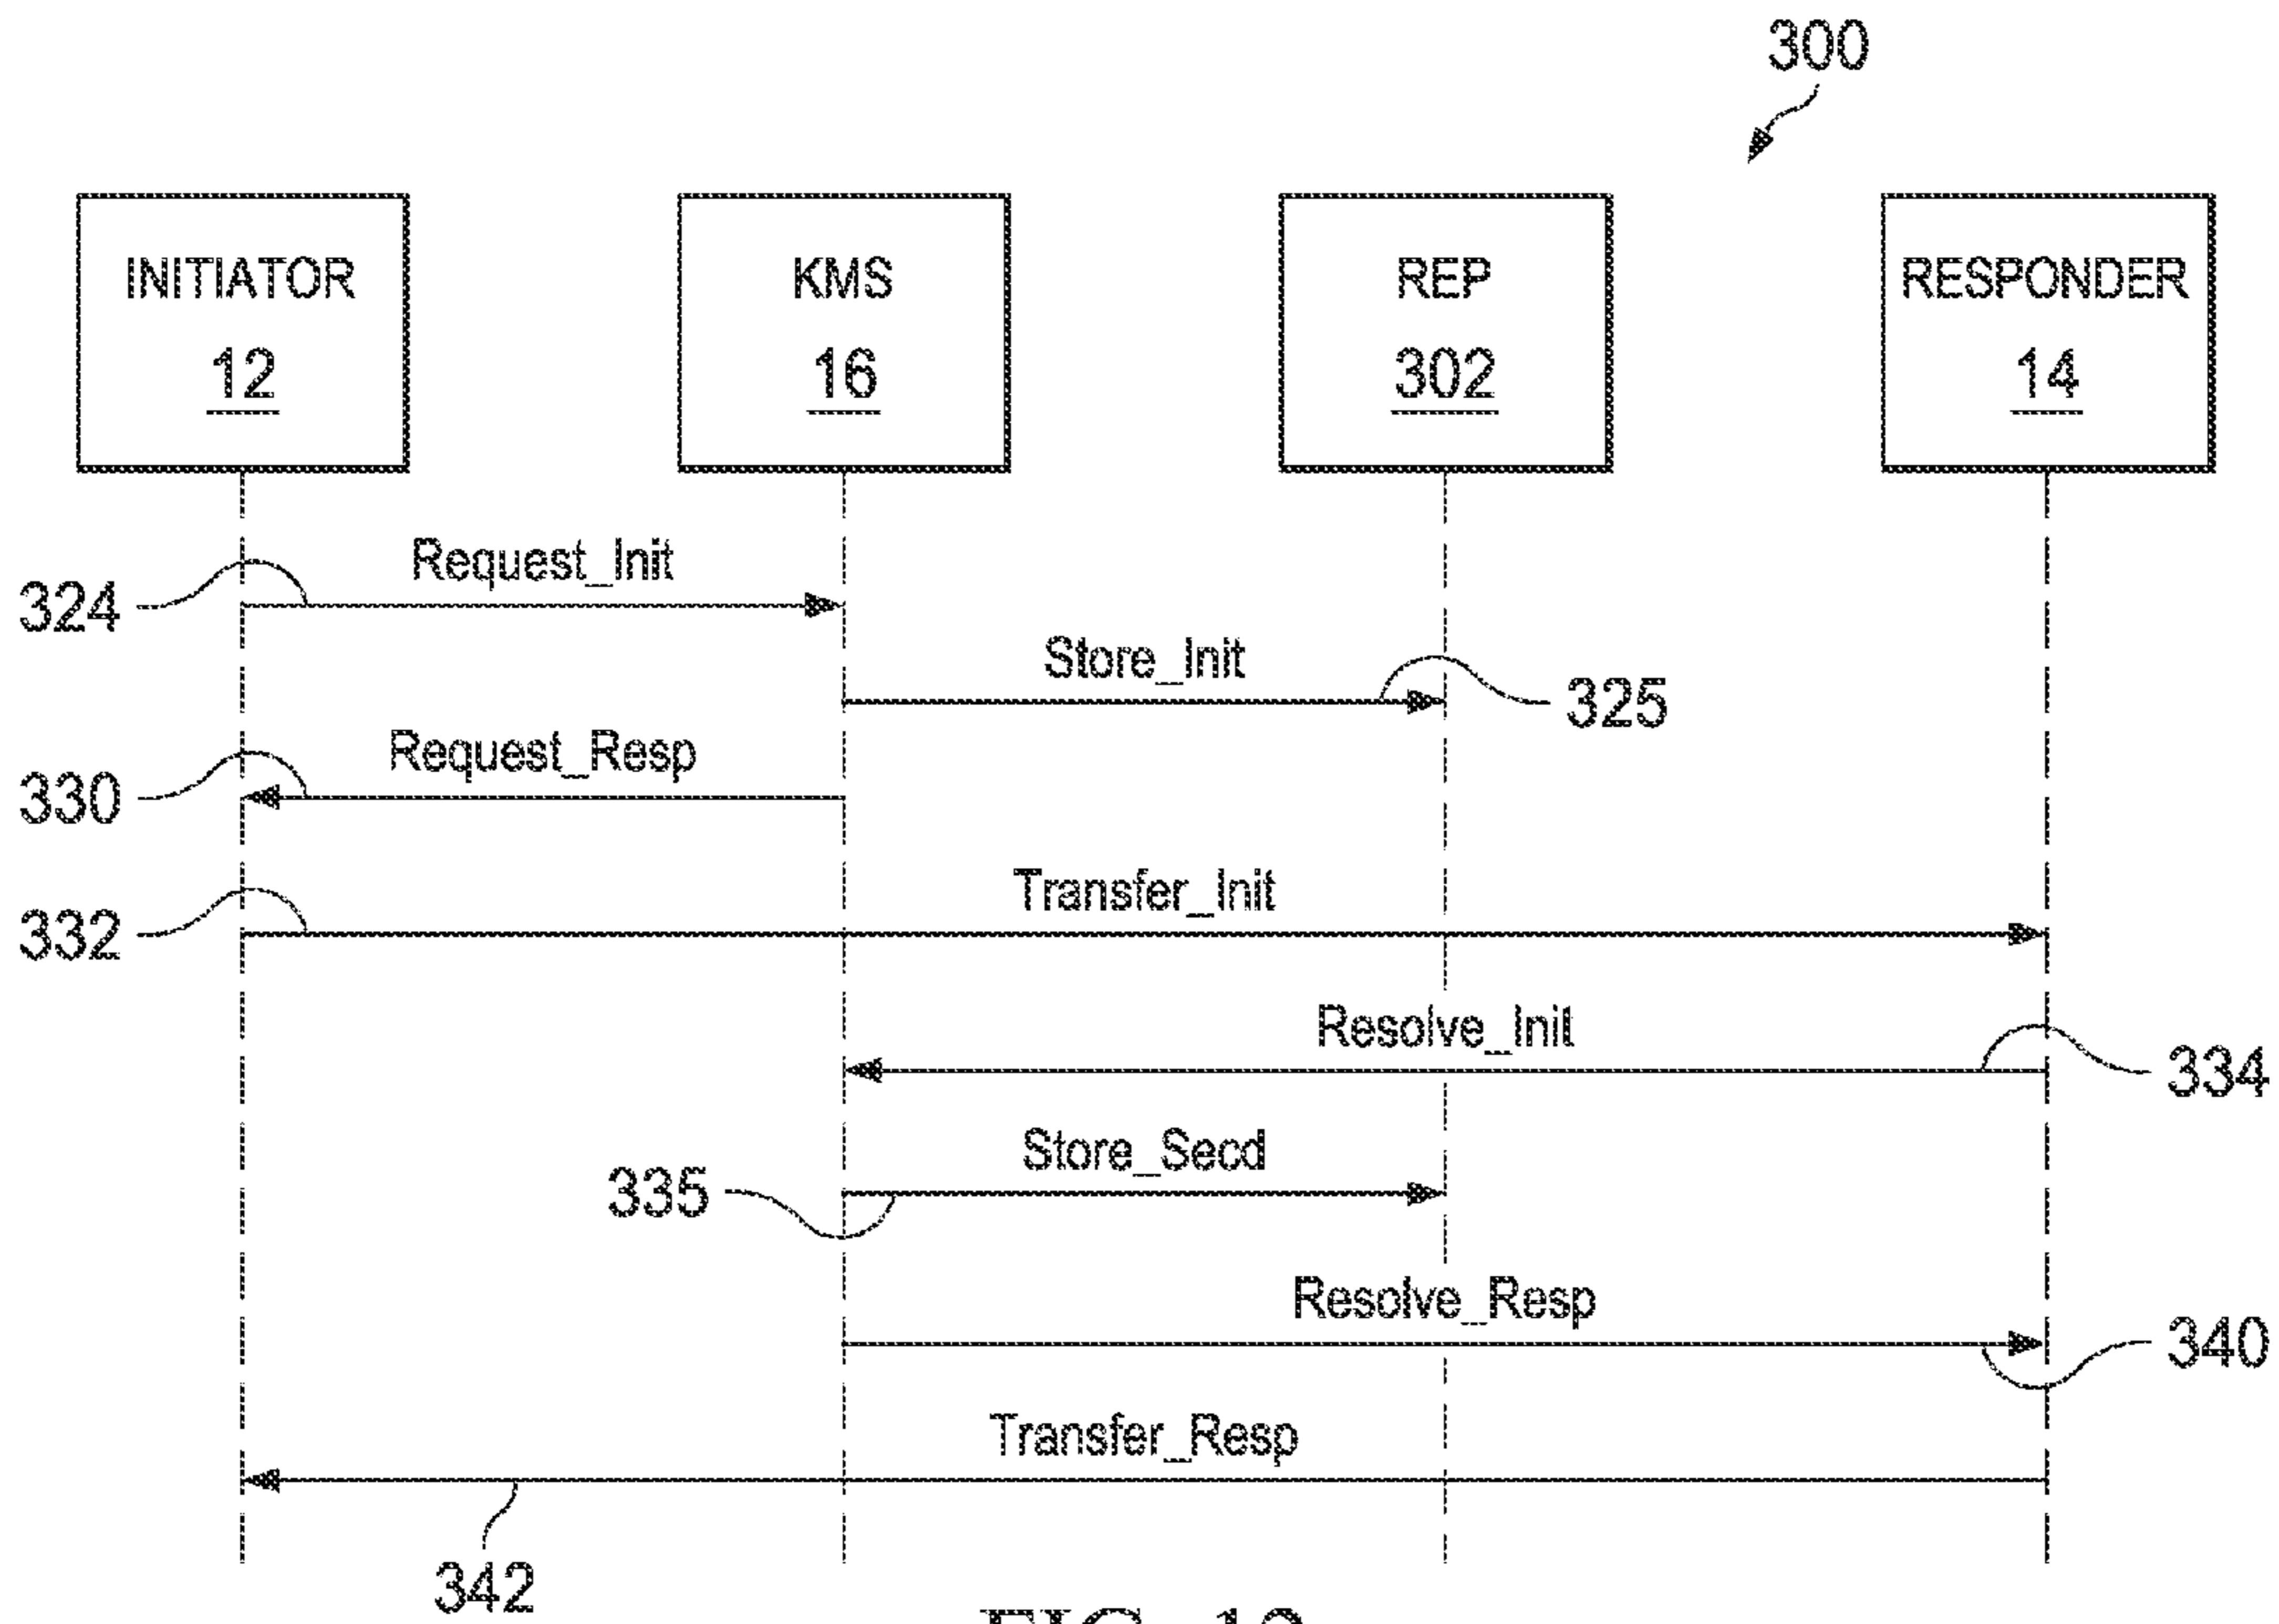 300
INITIATOR
12
KMS
16
REP
302
RESPONDER
14
Request_Init
324
Store_Init
325
Request_Resp
330
Transfer_Init
332
Resolve_Init
334
Store_Secd
335
Resolve_Resp
340
Transfer_Resp
342